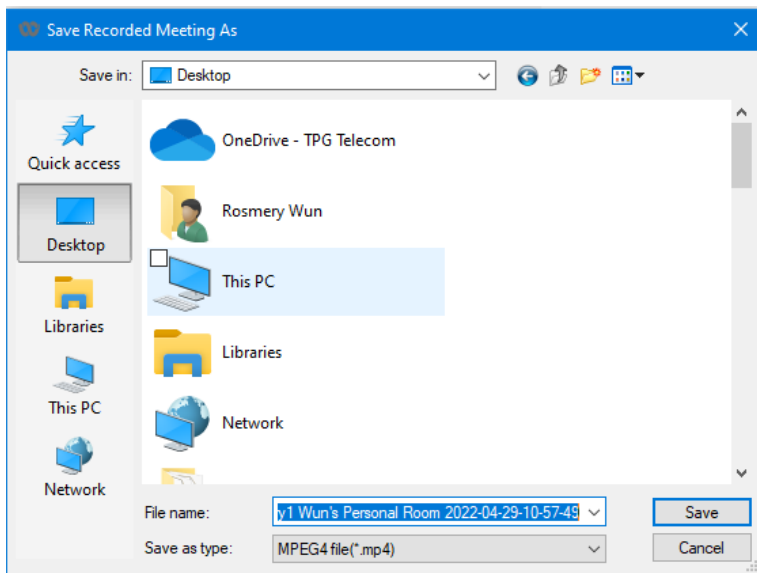 Save Recorded Meeting As
Save in: Desktop
OneDrive - TPG Telecom
Quick access
Rosmery Wun
Desktop
This PC
Libraries
Libraries
This PC
Network
Network
File name: y1 Wun's Personal Room 2022-04-29-10-57-49 Save
Save as type: MPEG4 file(*.mp4) Cancel